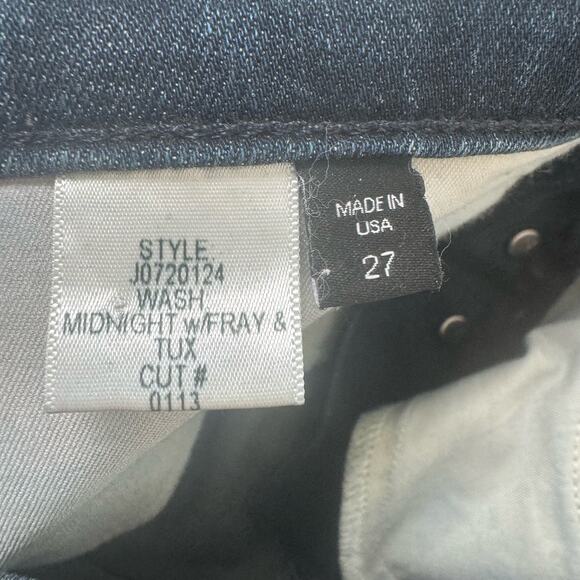 STYLE
J0720124
WASH
MIDNIGHT w/FRAY &
TUX
CUT #
0113
MADE IN
USA
27